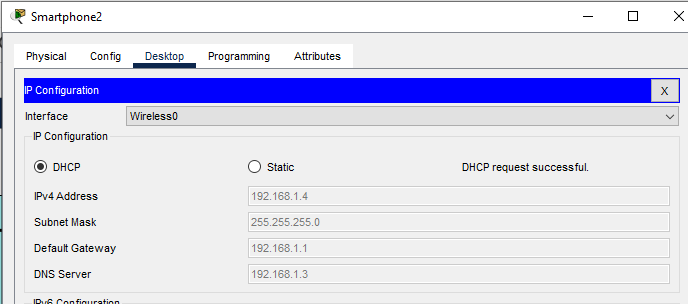 Smartphone2
Physical Config Desktop Programming Attributes
IP Configuration X
Interface Wireless0
IP Configuration
DHCP Static DHCP request successful.
IPv4 Address 192.168.1.4
Subnet Mask 255.255.255.0
Default Gateway 192.168.1.1
DNS Server 192.168.1.3
IPv6 Configuration